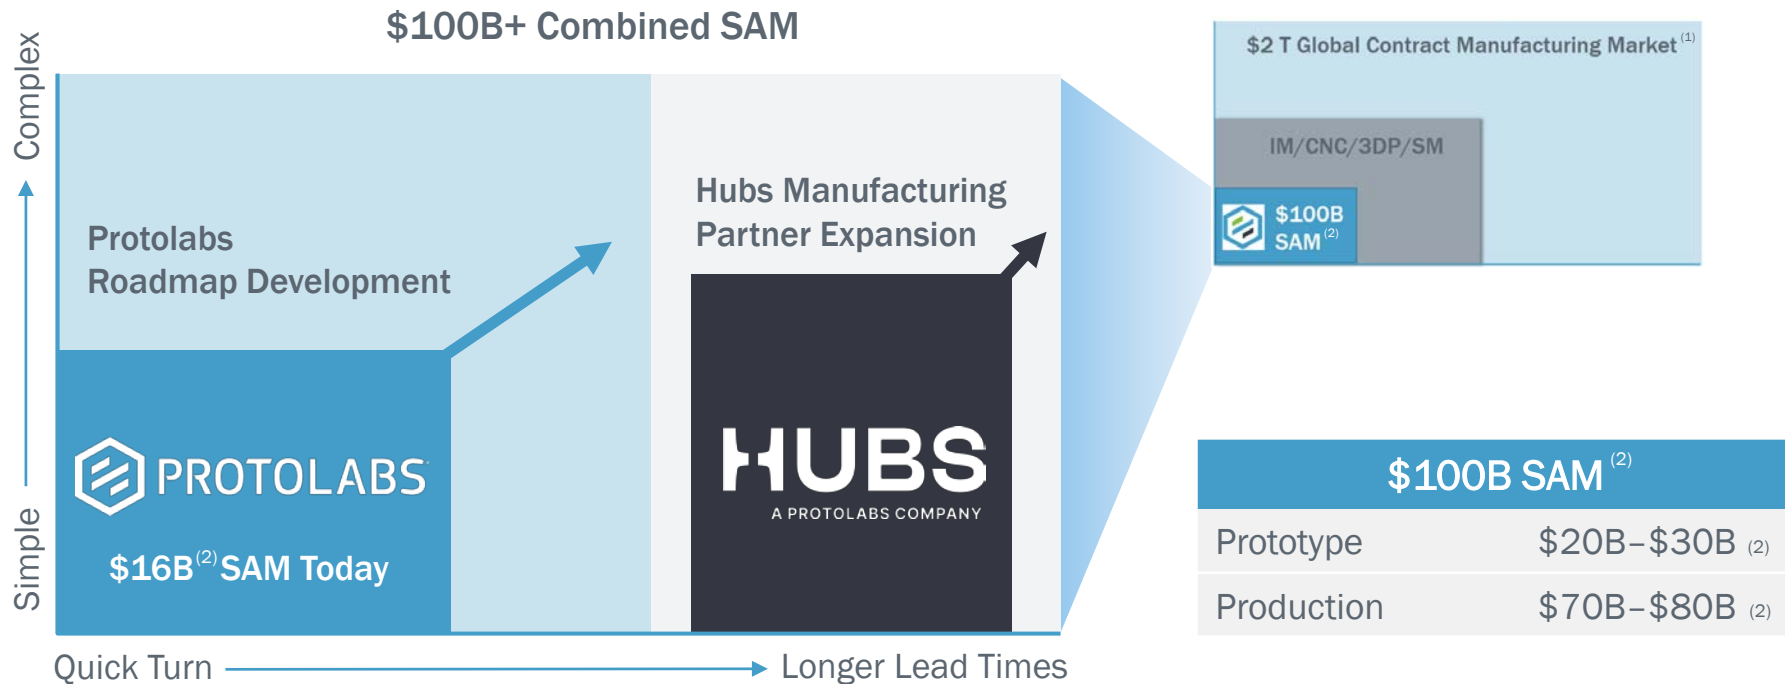 $100B+ Combined SAM
Complex
Simple
Protolabs
Roadmap Development
PROTOLABS
$16B(2) SAM Today
Hubs Manufacturing
Partner Expansion
HUBS
A PROTOLABS COMPANY
Quick Turn
Longer Lead Times
$2 T Global Contract Manufacturing Market (1)
IM/CNC/3DP/SM
$100B
SAM (2)
$100B SAM (2)
Prototype $20B–$30B (2)
Production $70B–$80B (2)